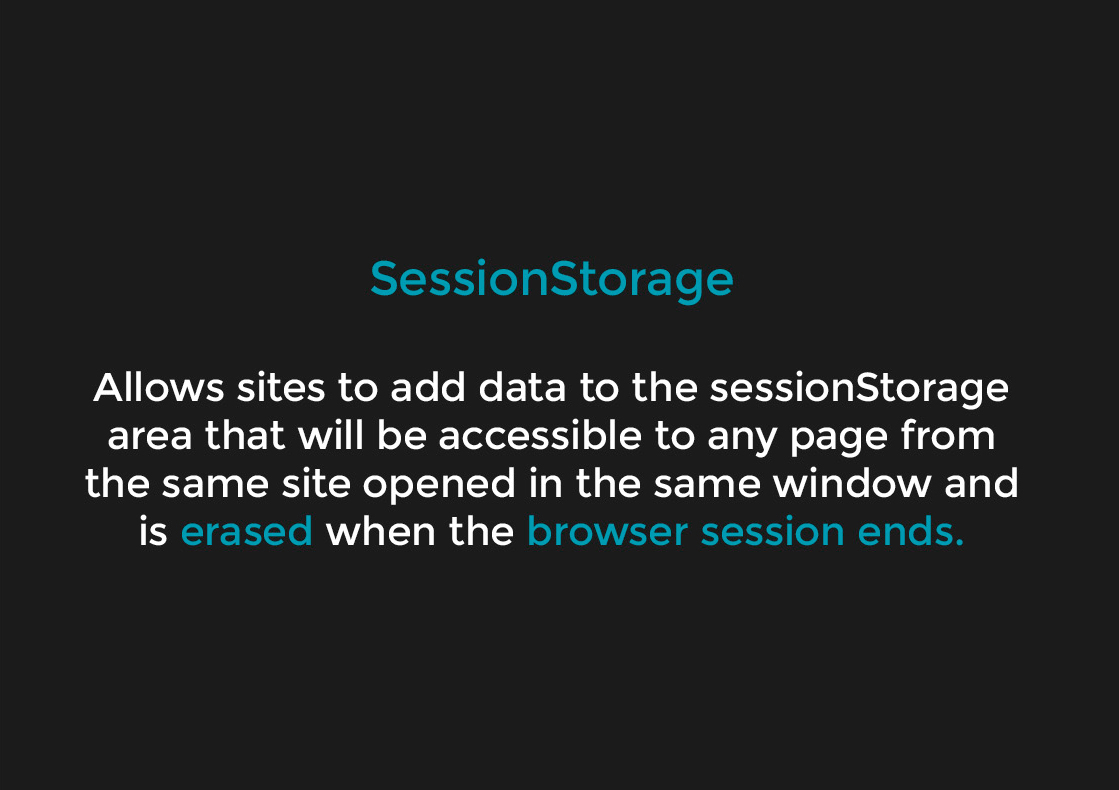 SessionStorage
Allows sites to add data to the sessionStorage
area that will be accessible to any page from
the same site opened in the same window and
is erased when the browser session ends.